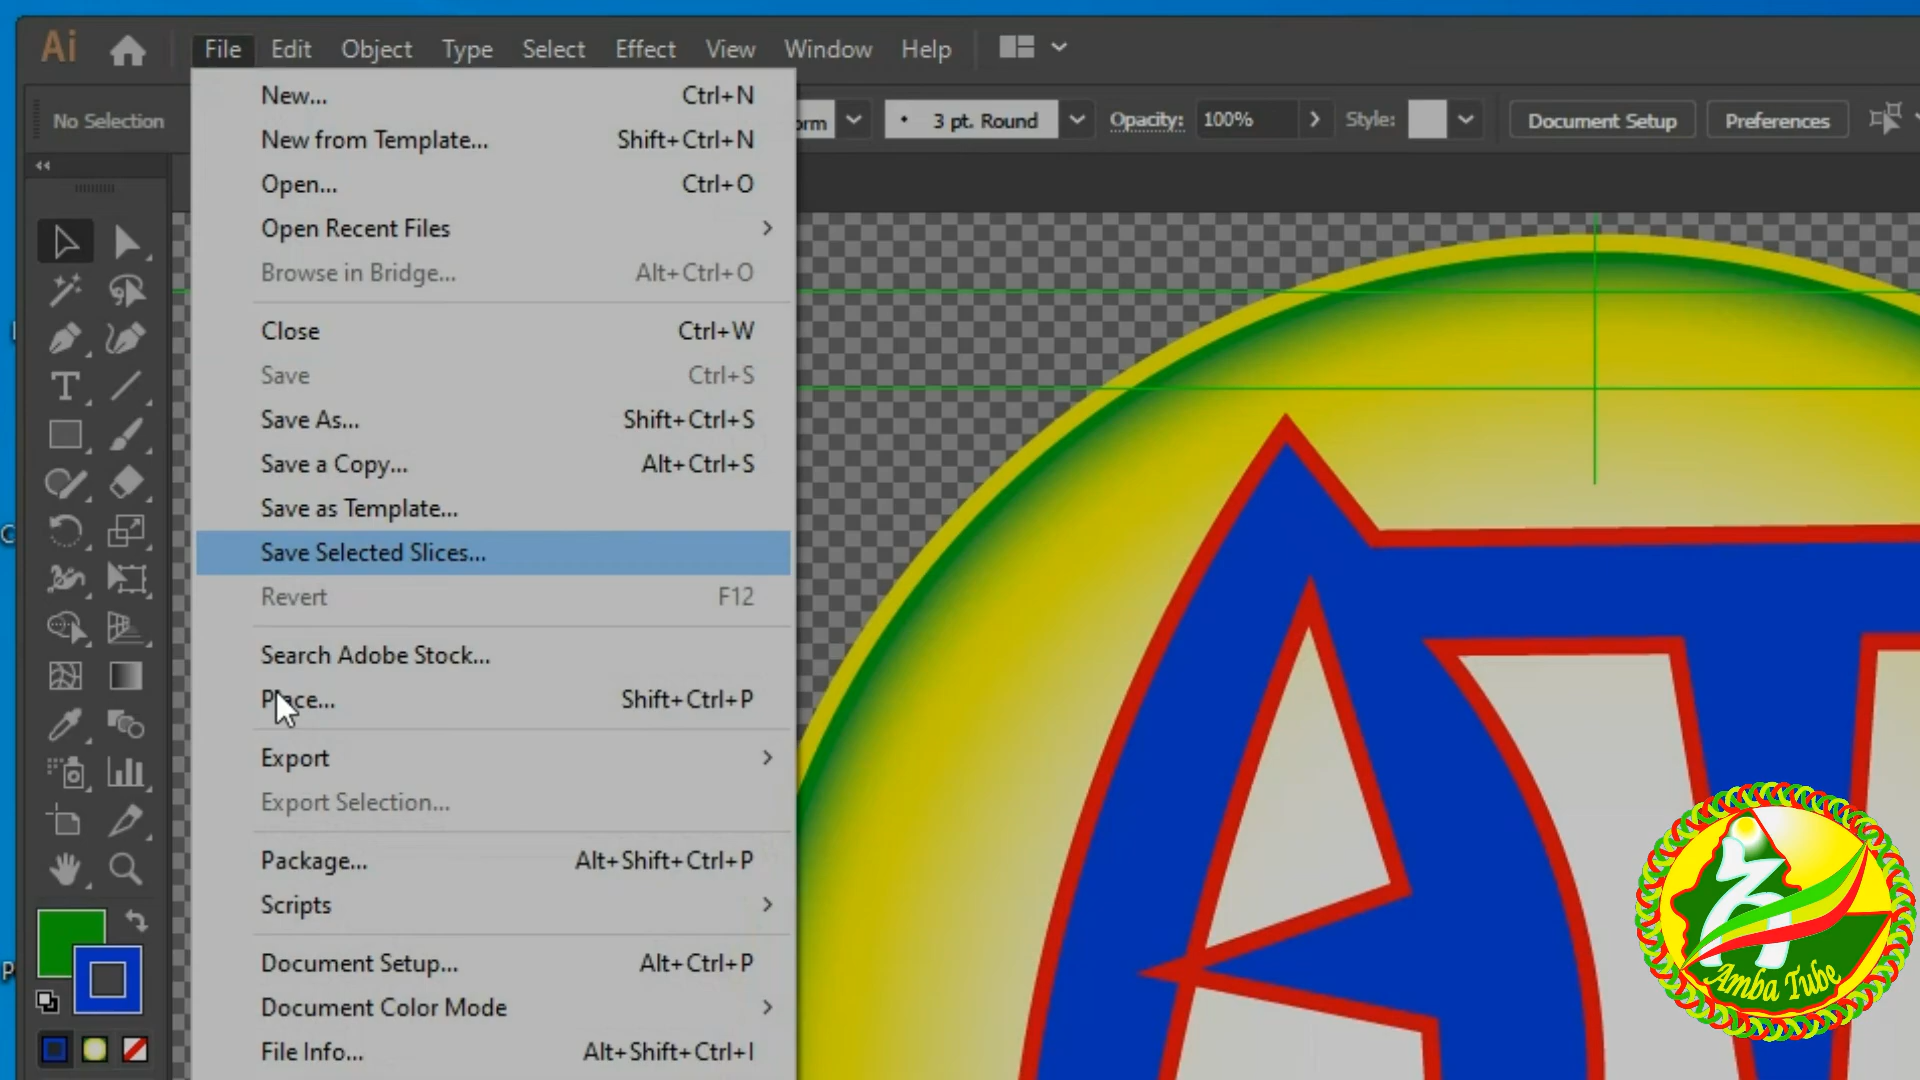 Ai File Edit Object Type Select Effect View Window Help
No Selection 3 pt. Round Opacity: 100% Style: Document Setup Preferences
New... Ctrl+N
New from Template... Shift+Ctrl+N
Open... Ctrl+O
Open Recent Files
Browse in Bridge... Alt+Ctrl+O
Close Ctrl+W
Save Ctrl+S
Save As... Shift+Ctrl+S
Save a Copy... Alt+Ctrl+S
Save as Template...
Save Selected Slices...
Revert F12
Search Adobe Stock...
Place... Shift+Ctrl+P
Export
Export Selection...
Package... Alt+Shift+Ctrl+P
Scripts
Document Setup... Alt+Ctrl+P
Document Color Mode
File Info... Alt+Shift+Ctrl+I
Amba Tube